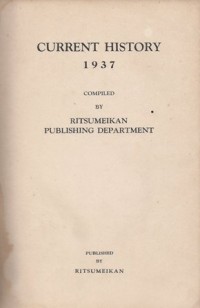 CURRENT HISTORY
1937
COMPILED
BY
RITSUMEIKAN
PUBLISHING DEPARTMENT
PUBLISHED
BY
RITSUMEIKAN